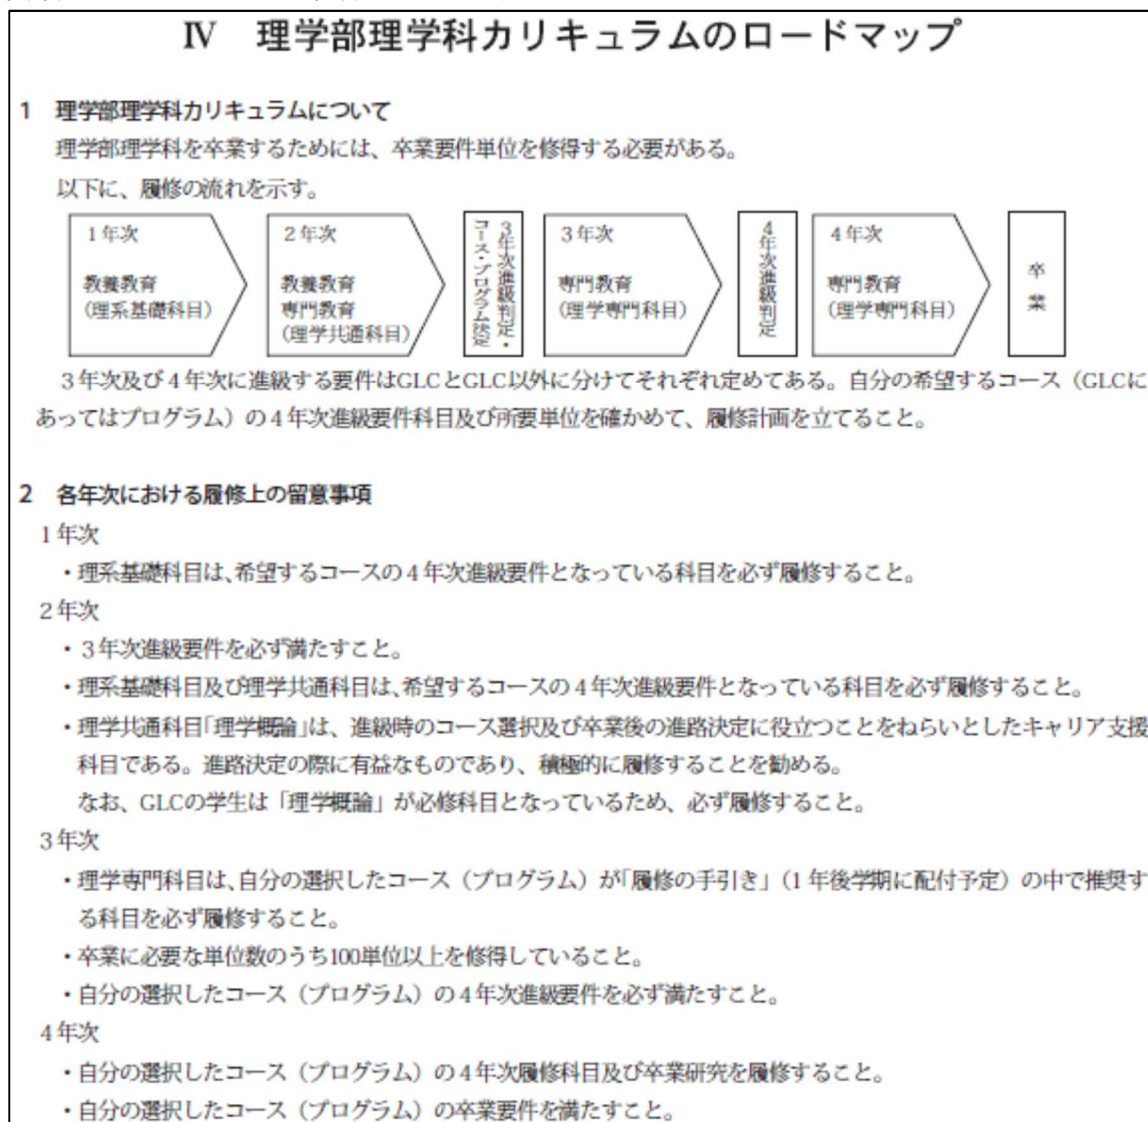 Ⅳ 理学部理学科カリキュラムのロードマップ
1 理学部理学科カリキュラムについて
理学部理学科を卒業するためには、卒業要件単位を修得する必要がある。
以下に、履修の流れを示す。
1年次
教養教育
(理系基礎科目)
2年次
教養教育
専門教育
(理学共通科目)
3年次進級判定・
コース・プログラム決定
3年次
専門教育
(理学専門科目)
4年次進級判定
4年次
専門教育
(理学専門科目)
卒業
3年次及び4年次に進級する要件はGLCとGLC以外に分けてそれぞれ定めてある。自分の希望するコース（GLCに
あってはプログラム）の4年次進級要件科目及び所要単位を確かめて、履修計画を立てること。
2 各年次における履修上の留意事項
1年次
・理系基礎科目は、希望するコースの4年次進級要件となっている科目を必ず履修すること。
2年次
・3年次進級要件を必ず満たすこと。
・理系基礎科目及び理学共通科目は、希望するコースの4年次進級要件となっている科目を必ず履修すること。
・理学共通科目「理学概論」は、進級時のコース選択及び卒業後の進路決定に役立つことをねらいとしたキャリア支援
科目である。進路決定の際に有益なものであり、積極的に履修することを勧める。
なお、GLCの学生は「理学概論」が必修科目となっているため、必ず履修すること。
3年次
・理学専門科目は、自分の選択したコース（プログラム）が「履修の手引き」（1年後学期に配付予定）の中で推奨す
る科目を必ず履修すること。
・卒業に必要な単位数のうち100単位以上を修得していること。
・自分の選択したコース（プログラム）の4年次進級要件を必ず満たすこと。
4年次
・自分の選択したコース（プログラム）の4年次履修科目及び卒業研究を履修すること。
・自分の選択したコース（プログラム）の卒業要件を満たすこと。